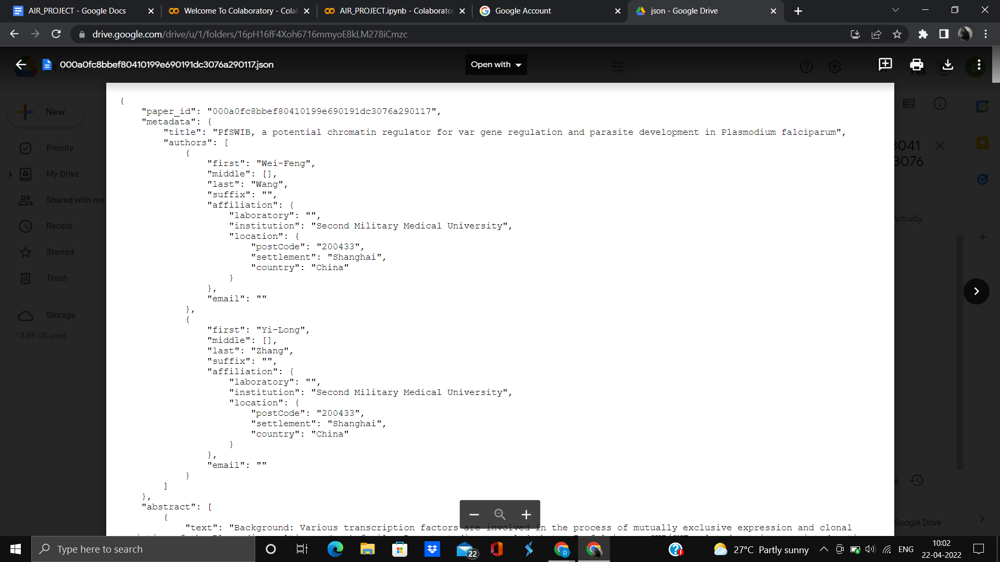 AIR_PROJECT - Google Docs
Welcome To Colaboratory - Colal
AIR_PROJECT.ipynb - Colaborator
Google Account
json - Google Drive
drive.google.com/drive/u/1/folders/16pH16fF4Xoh6716mmyoE8kLM278iCmzc
000a0fc8bbef80410199e690191dc3076a290117.json
Open with
New
Priority
My Drive
Shared with me
Recent
Starred
Trash
Storage
13.85 GB used
{
"paper_id": "000a0fc8bbef80410199e690191dc3076a290117",
"metadata": {
"title": "PfSWIB, a potential chromatin regulator for var gene regulation and parasite development in Plasmodium falciparum",
"authors": [
{
"first": "Wei-Feng",
"middle": [],
"last": "Wang",
"suffix": "",
"affiliation": {
"laboratory": "",
"institution": "Second Military Medical University",
"location": {
"postCode": "200433",
"settlement": "Shanghai",
"country": "China"
}
},
"email": ""
},
{
"first": "Yi-Long",
"middle": [],
"last": "Zhang",
"suffix": "",
"affiliation": {
"laboratory": "",
"institution": "Second Military Medical University",
"location": {
"postCode": "200433",
"settlement": "Shanghai",
"country": "China"
}
},
"email": ""
}
]
},
"abstract": [
{
"text": "Background: Various transcription factors are involved in the process of mutually exclusive expression and clonal
3041
3076
Activity
Google Drive
Type here to search
22
27°C Partly sunny
ENG
10:02
22-04-2022